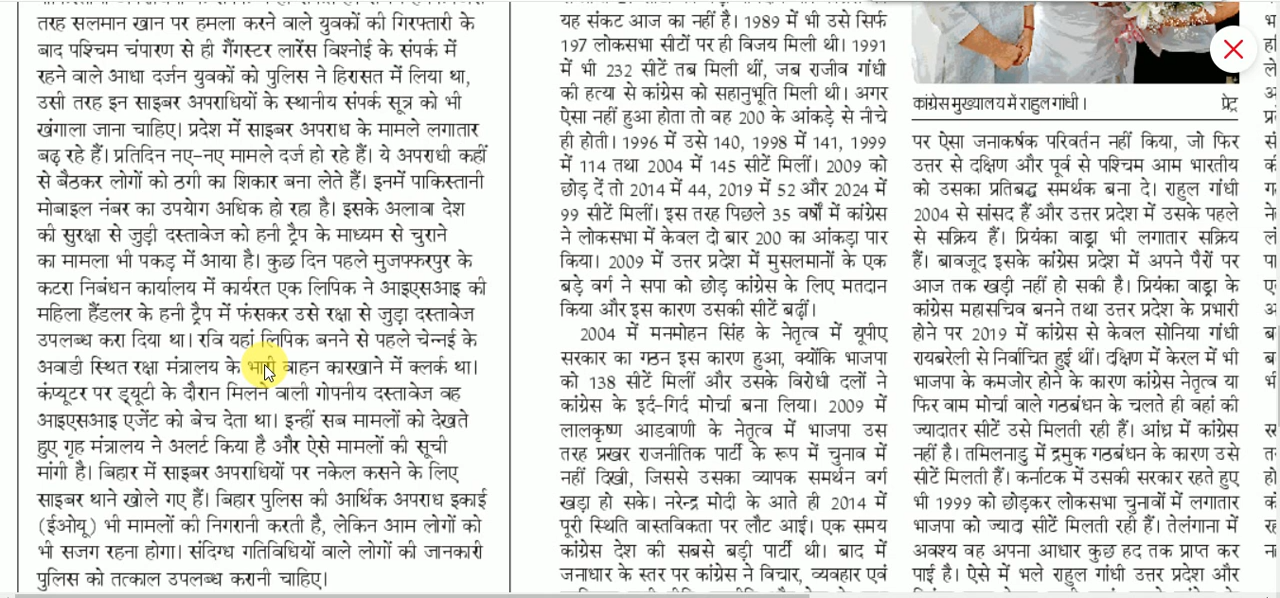 तरह सलमान खान पर हमला करने वाले युवकों की गिरफ्तारी के
बाद पश्चिम चंपारण से ही गैंगस्टर लारेंस विश्नोई के संपर्क में
रहने वाले आधा दर्जन युवकों को पुलिस ने हिरासत में लिया था,
उसी तरह इन साइबर अपराधियों के स्थानीय संपर्क सूत्र को भी
खंगाला जाना चाहिए। प्रदेश में साइबर अपराध के मामले लगातार
बढ़ रहे हैं। प्रतिदिन नए-नए मामले दर्ज हो रहे हैं। ये अपराधी कहीं
से बैठकर लोगों को ठगी का शिकार बना लेते हैं। इनमें पाकिस्तानी
मोबाइल नंबर का उपयोग अधिक हो रहा है। इसके अलावा देश
की सुरक्षा से जुड़ी दस्तावेज को हनी ट्रैप के माध्यम से चुराने
का मामला भी पकड़ में आया है। कुछ दिन पहले मुजफ्फरपुर के
कटरा निबंधन कार्यालय में कार्यरत एक लिपिक ने आइएसआइ की
महिला हैंडलर के हनी ट्रैप में फंसकर उसे रक्षा से जुड़ा दस्तावेज
उपलब्ध करा दिया था। रवि यहां लिपिक बनने से पहले चेन्नई के
अवाडी स्थित रक्षा मंत्रालय के भारी वाहन कारखाने में क्लर्क था।
कंप्यूटर पर ड्यूटी के दौरान मिलने वाली गोपनीय दस्तावेज वह
आइएसआइ एजेंट को बेच देता था। इन्हीं सब मामलों को देखते
हुए गृह मंत्रालय ने अलर्ट किया है और ऐसे मामलों की सूची
मांगी है। बिहार में साइबर अपराधियों पर नकेल कसने के लिए
साइबर थाने खोले गए हैं। बिहार पुलिस की आर्थिक अपराध इकाई
(ईओयू) भी मामलों की निगरानी करती है, लेकिन आम लोगों को
भी सजग रहना होगा। संदिग्ध गतिविधियों वाले लोगों की जानकारी
पुलिस को तत्काल उपलब्ध करानी चाहिए।
यह संकट आज का नहीं है। 1989 में भी उसे सिर्फ
197 लोकसभा सीटों पर ही विजय मिली थी। 1991
में भी 232 सीटें तब मिली थीं, जब राजीव गांधी
की हत्या से कांग्रेस को सहानुभूति मिली थी। अगर
ऐसा नहीं हुआ होता तो वह 200 के आंकड़े से नीचे
ही होती। 1996 में उसे 140, 1998 में 141, 1999
में 114 तथा 2004 में 145 सीटें मिलीं। 2009 को
छोड़ दें तो 2014 में 44, 2019 में 52 और 2024 में
99 सीटें मिलीं। इस तरह पिछले 35 वर्षों में कांग्रेस
ने लोकसभा में केवल दो बार 200 का आंकड़ा पार
किया। 2009 में उत्तर प्रदेश में मुसलमानों के एक
बड़े वर्ग ने सपा को छोड़ कांग्रेस के लिए मतदान
किया और इस कारण उसकी सीटें बढ़ीं।
2004 में मनमोहन सिंह के नेतृत्व में यूपीए
सरकार का गठन इस कारण हुआ, क्योंकि भाजपा
को 138 सीटें मिलीं और उसके विरोधी दलों ने
कांग्रेस के इर्द-गिर्द मोर्चा बना लिया। 2009 में
लालकृष्ण आडवाणी के नेतृत्व में भाजपा उस
तरह प्रखर राजनीतिक पार्टी के रूप में चुनाव में
नहीं दिखी, जिससे उसका व्यापक समर्थन वर्ग
खड़ा हो सके। नरेन्द्र मोदी के आते ही 2014 में
पूरी स्थिति वास्तविकता पर लौट आई। एक समय
कांग्रेस देश की सबसे बड़ी पार्टी थी। बाद में
जनाधार के स्तर पर कांग्रेस ने विचार, व्यवहार एवं
कांग्रेस मुख्यालय में राहुल गांधी। प्रेट्र
पर ऐसा जनाकर्षक परिवर्तन नहीं किया, जो फिर
उत्तर से दक्षिण और पूर्व से पश्चिम आम भारतीय
को उसका प्रतिबद्ध समर्थक बना दे। राहुल गांधी
2004 से सांसद हैं और उत्तर प्रदेश में उसके पहले
से सक्रिय हैं। प्रियंका वाड्रा भी लगातार सक्रिय
हैं। बावजूद इसके कांग्रेस प्रदेश में अपने पैरों पर
आज तक खड़ी नहीं हो सकी है। प्रियंका वाड्रा के
कांग्रेस महासचिव बनने तथा उत्तर प्रदेश के प्रभारी
होने पर 2019 में कांग्रेस से केवल सोनिया गांधी
रायबरेली से निर्वाचित हुई थीं। दक्षिण में केरल में भी
भाजपा के कमजोर होने के कारण कांग्रेस नेतृत्व या
फिर वाम मोर्चा वाले गठबंधन के चलते ही वहां की
ज्यादातर सीटें उसे मिलती रही हैं। आंध्र में कांग्रेस
नहीं है। तमिलनाडु में द्रमुक गठबंधन के कारण उसे
सीटें मिलती हैं। कर्नाटक में उसकी सरकार रहते हुए
भी 1999 को छोड़कर लोकसभा चुनावों में लगातार
भाजपा को ज्यादा सीटें मिलती रही हैं। तेलंगाना में
अवश्य वह अपना आधार कुछ हद तक प्राप्त कर
पाई है। ऐसे में भले राहुल गांधी उत्तर प्रदेश और